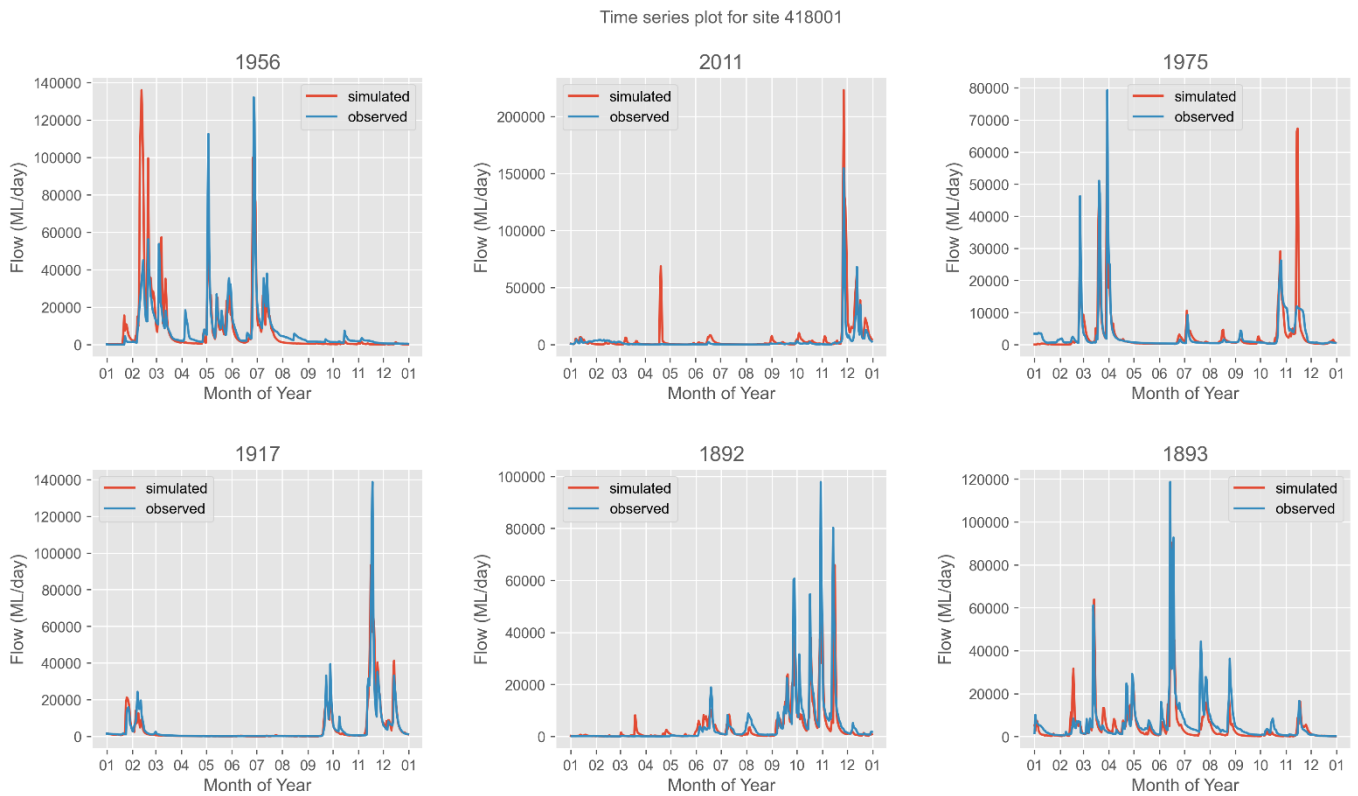 Time series plot for site 418001
1956
140000
120000
100000
80000
60000
40000
20000
0
Flow (ML/day)
simulated
observed
01 02 03 04 05 06 07 08 09 10 11 12 01
Month of Year
2011
200000
150000
100000
50000
0
Flow (ML/day)
simulated
observed
01 02 03 04 05 06 07 08 09 10 11 12 01
Month of Year
1975
80000
70000
60000
50000
40000
30000
20000
10000
0
Flow (ML/day)
simulated
observed
01 02 03 04 05 06 07 08 09 10 11 12 01
Month of Year
1917
140000
120000
100000
80000
60000
40000
20000
0
Flow (ML/day)
simulated
observed
01 02 03 04 05 06 07 08 09 10 11 12 01
Month of Year
1892
100000
80000
60000
40000
20000
0
Flow (ML/day)
simulated
observed
01 02 03 04 05 06 07 08 09 10 11 12 01
Month of Year
1893
120000
100000
80000
60000
40000
20000
0
Flow (ML/day)
simulated
observed
01 02 03 04 05 06 07 08 09 10 11 12 01
Month of Year